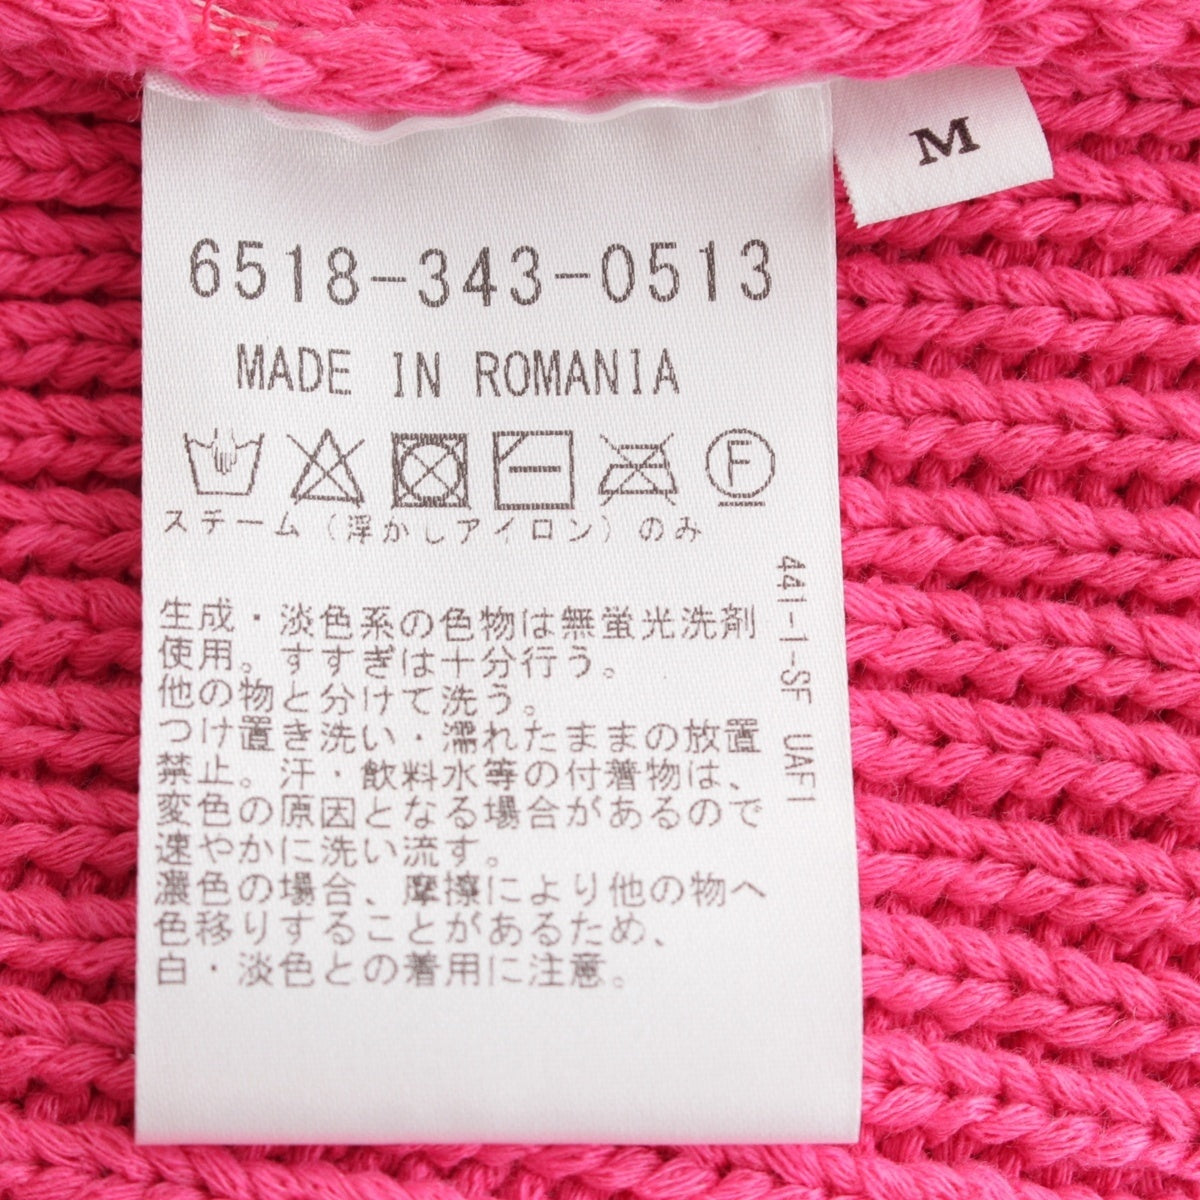 M
6518-343-0513
MADE IN ROMANIA
F
スチーム(浮かしアイロン)のみ
生成・淡色系の色物は無蛍光洗剤
使用。すすぎは十分行う。
他の物と分けて洗う。
つけ置き洗い・濡れたままの放置
禁止。汗・飲料水等の付着物は、
変色の原因となる場合があるので
速やかに洗い流す。
濃色の場合、摩擦により他の物へ
色移りすることがあるため、
白・淡色との着用に注意。
441-1-SF UAF1